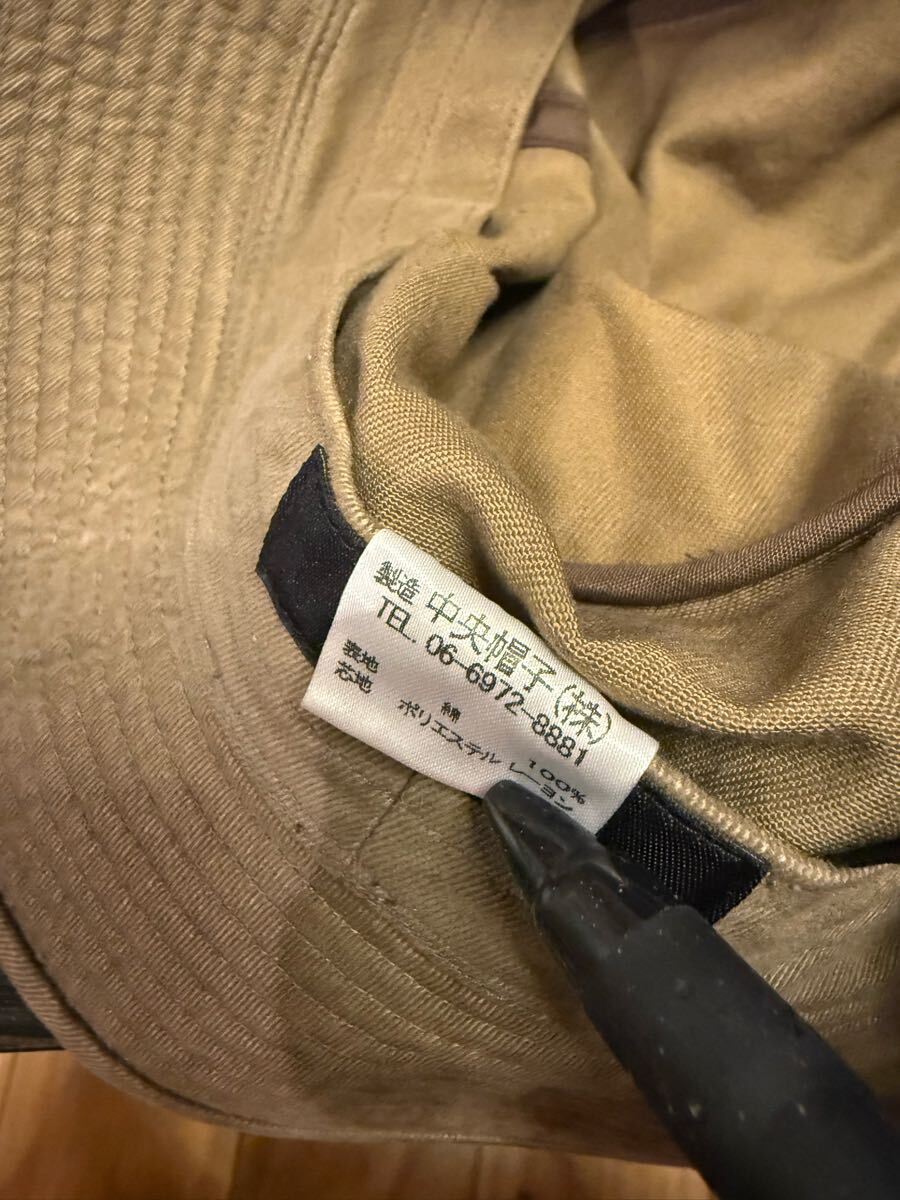 製造 中央帽子(株)
TEL. 06-6972-8881
表地 綿 100%
芯地 ポリエステル レーヨン